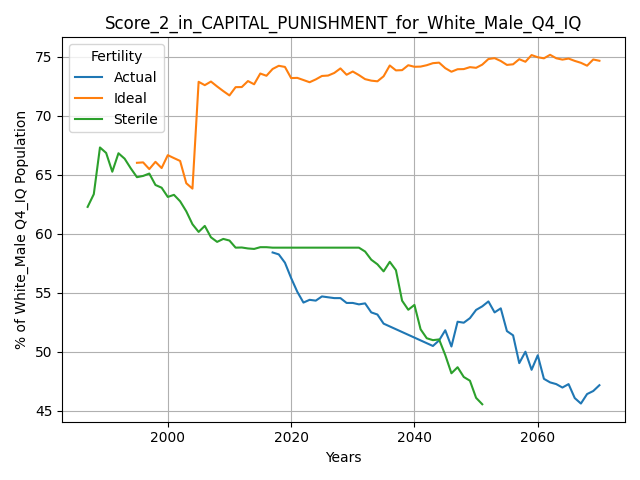 Score_2_in_CAPITAL_PUNISHMENT_for_White_Male_Q4_IQ
Fertility
Actual
Ideal
Sterile
% of White_Male Q4_IQ Population
75
70
65
60
55
50
45
2000
2020
2040
2060
Years